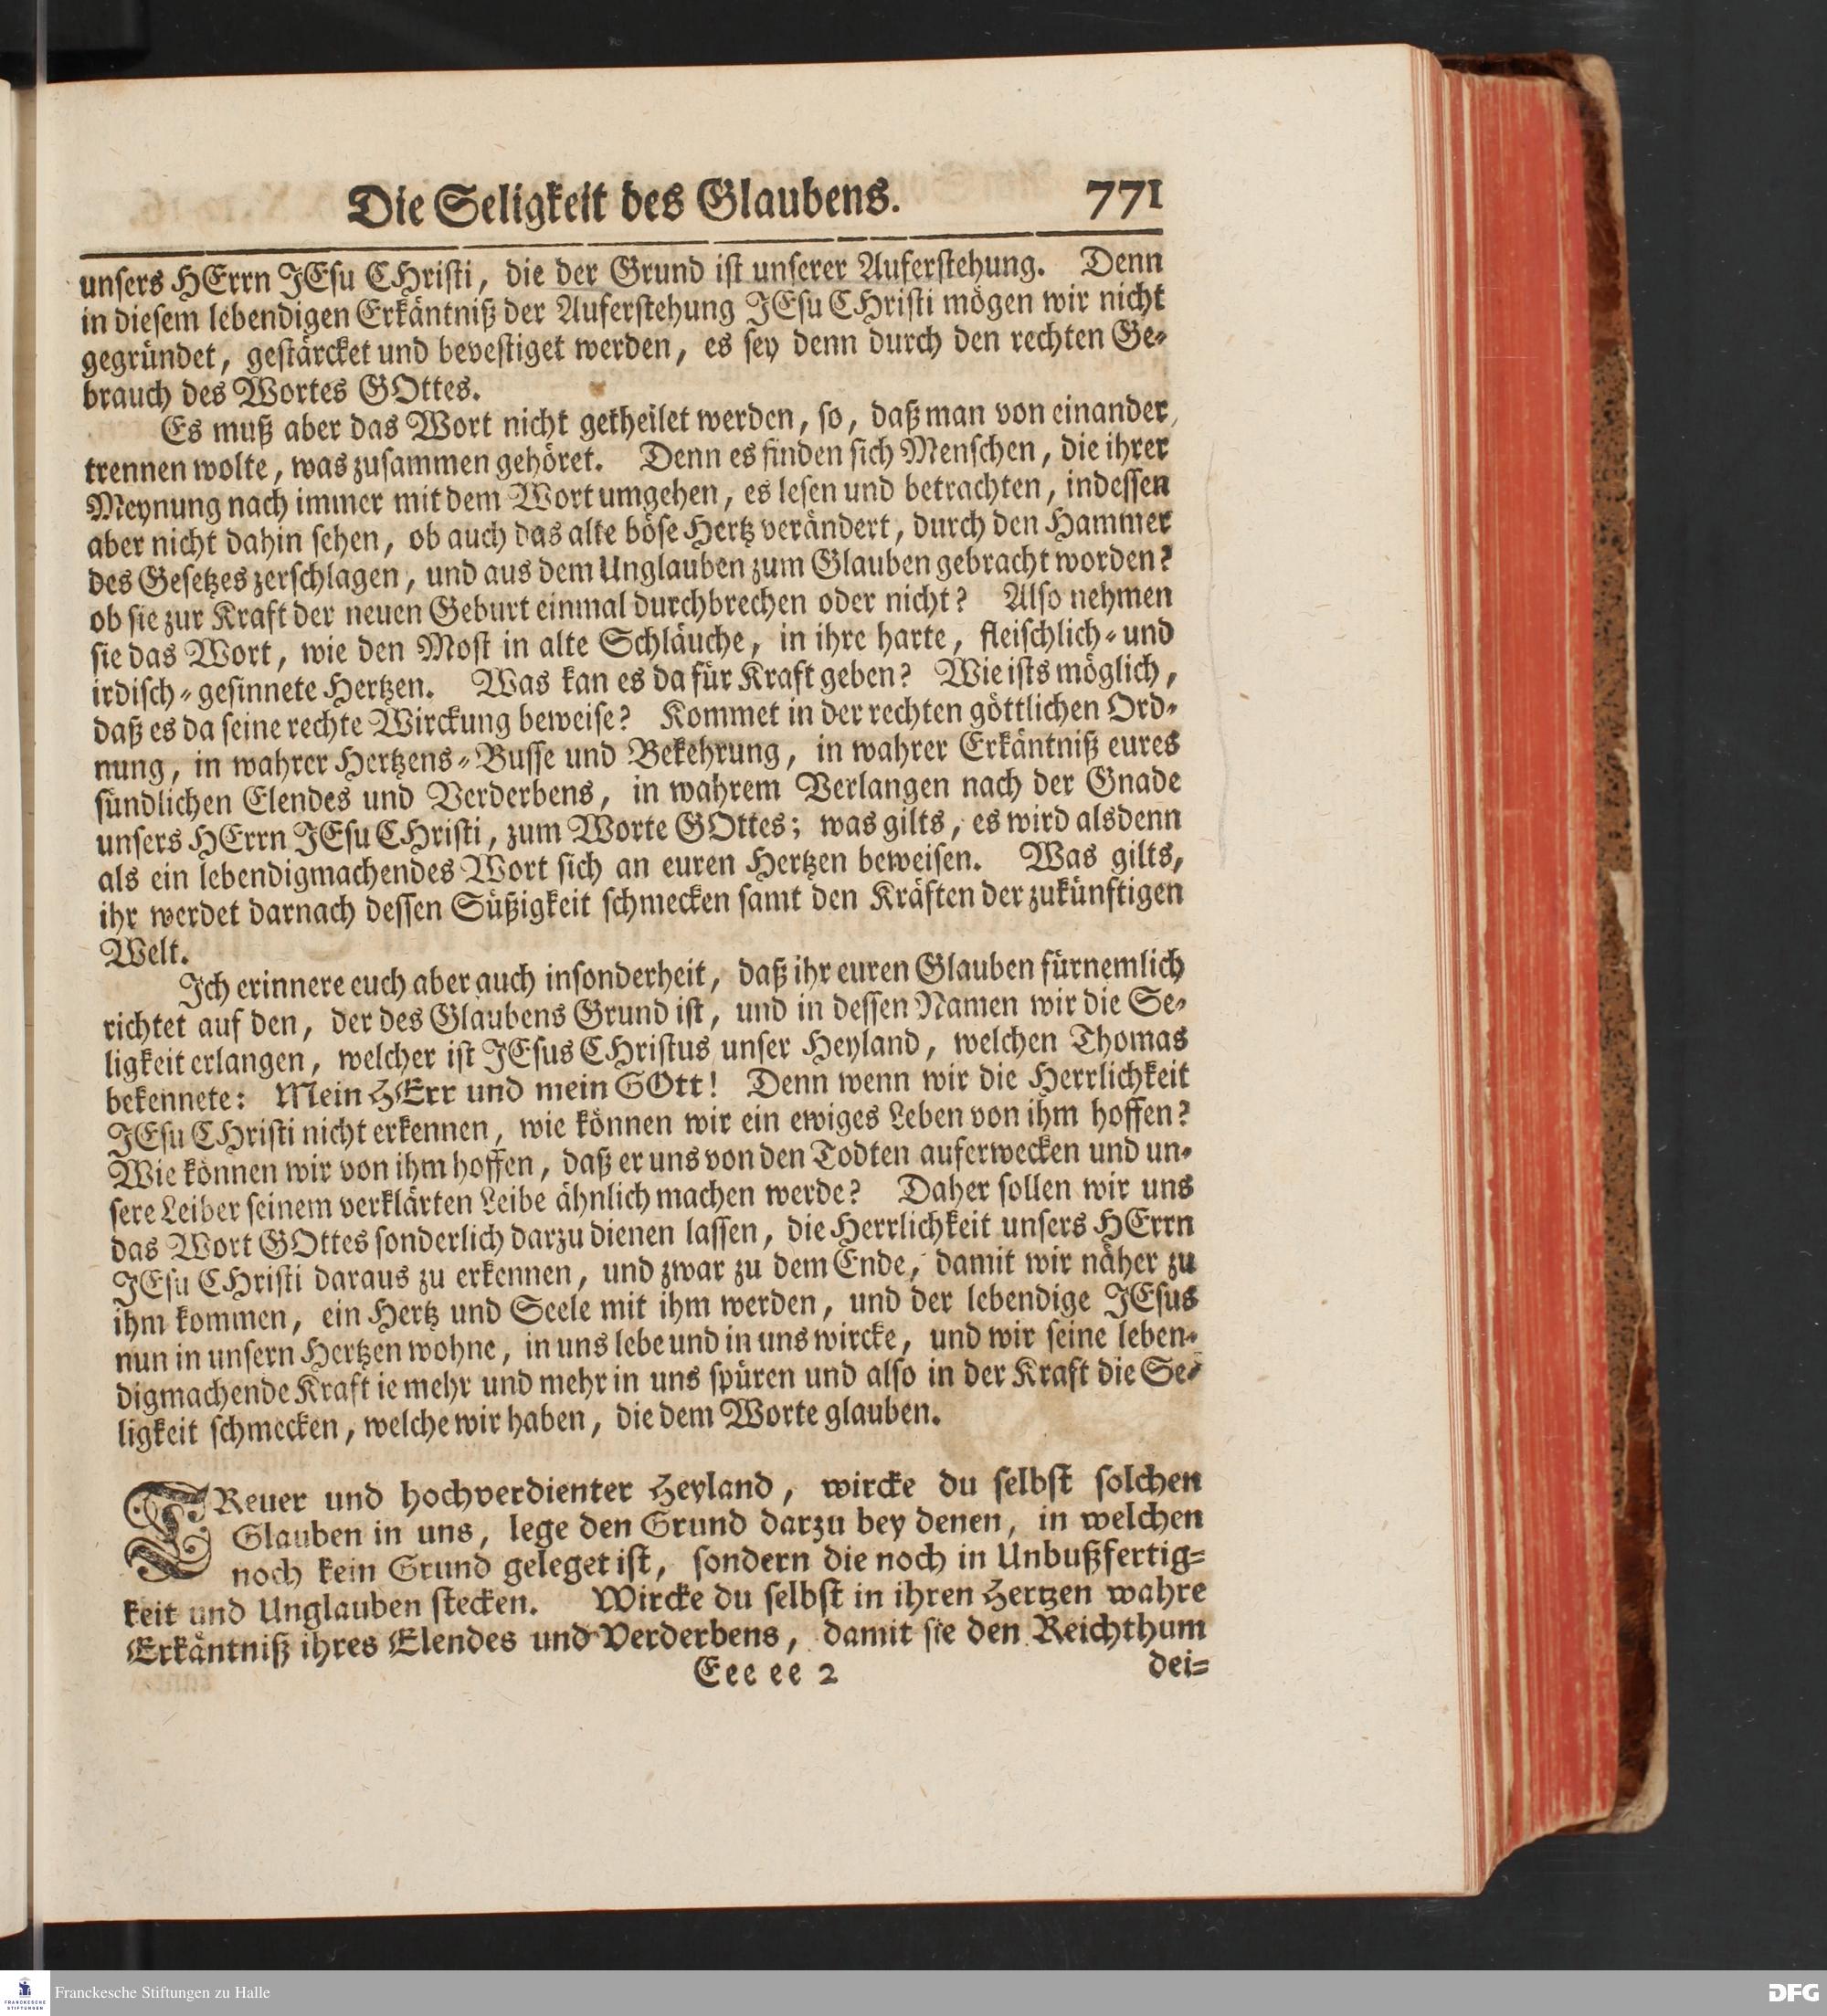 Die Seligkeit des Glaubens. 771
unsers HErrn JEsu CHristi, die der Grund ist unserer Auferstehung. Denn
in diesem lebendigen Erkäntniß der Auferstehung JEsu CHristi mögen wir nicht
gegründet, gestärcket und bevestiget werden, es sey denn durch den rechten Ge-
brauch des Wortes GOttes.
Es muß aber das Wort nicht getheilet werden, so, daß man von einander
trennen wolte, was zusammen gehöret. Denn es finden sich Menschen, die ihrer
Meynung nach immer mit dem Wort umgehen, es lesen und betrachten, indessen
aber nicht dahin sehen, ob auch das alte böse Hertz verändert, durch den Hammer
des Gesetzes zerschlagen, und aus dem Unglauben zum Glauben gebracht worden?
ob sie zur Kraft der neuen Geburt einmal durchbrechen oder nicht? Also nehmen
sie das Wort, wie den Most in alte Schläuche, in ihre harte, fleischlich- und
irdisch-gesinnete Hertzen. Was kan es da für Kraft geben? Wie ists möglich,
daß es da seine rechte Wirckung beweise? Kommet in der rechten göttlichen Ord-
nung, in wahrer Hertzens-Busse und Bekehrung, in wahrer Erkäntniß eures
sündlichen Elendes und Verderbens, in wahrem Verlangen nach der Gnade
unsers HErrn JEsu CHristi, zum Worte GOttes; was gilts, es wird alsdenn
als ein lebendigmachendes Wort sich an euren Hertzen beweisen. Was gilts,
ihr werdet darnach dessen Süßigkeit schmecken samt den Kräften der zukünftigen
Welt.
Ich erinnere euch aber auch insonderheit, daß ihr euren Glauben fürnemlich
richtet auf den, der des Glaubens Grund ist, und in dessen Namen wir die Se-
ligkeit erlangen, welcher ist JEsus CHristus unser Heyland, welchen Thomas
bekennete: Mein HErr und mein GOtt! Denn wenn wir die Herrlichkeit
JEsu CHristi nicht erkennen, wie können wir ein ewiges Leben von ihm hoffen?
Wie können wir von ihm hoffen, daß er uns von den Todten auferwecken und un-
sere Leiber seinem verklärten Leibe ähnlich machen werde? Daher sollen wir uns
das Wort GOttes sonderlich darzu dienen lassen, die Herrlichkeit unsers HErrn
JEsu CHristi daraus zu erkennen, und zwar zu dem Ende, damit wir näher zu
ihm kommen, ein Hertz und Seele mit ihm werden, und der lebendige JEsus
nun in unsern Hertzen wohne, in uns lebe und in uns wircke, und wir seine leben-
digmachende Kraft ie mehr und mehr in uns spüren und also in der Kraft die Se-
ligkeit schmecken, welche wir haben, die dem Worte glauben.
TReuer und hochverdienter Heyland, wircke du selbst solchen
Glauben in uns, lege den Grund darzu bey denen, in welchen
noch kein Grund geleget ist, sondern die noch in Unbußfertig-
keit und Unglauben stecken. Wircke du selbst in ihren Hertzen wahre
Erkäntniß ihres Elendes und Verderbens, damit sie den Reichthum
Eee ee 2 dei-
Franckesche Stiftungen zu Halle
FRANCKESCHE STIFTUNGEN
DFG